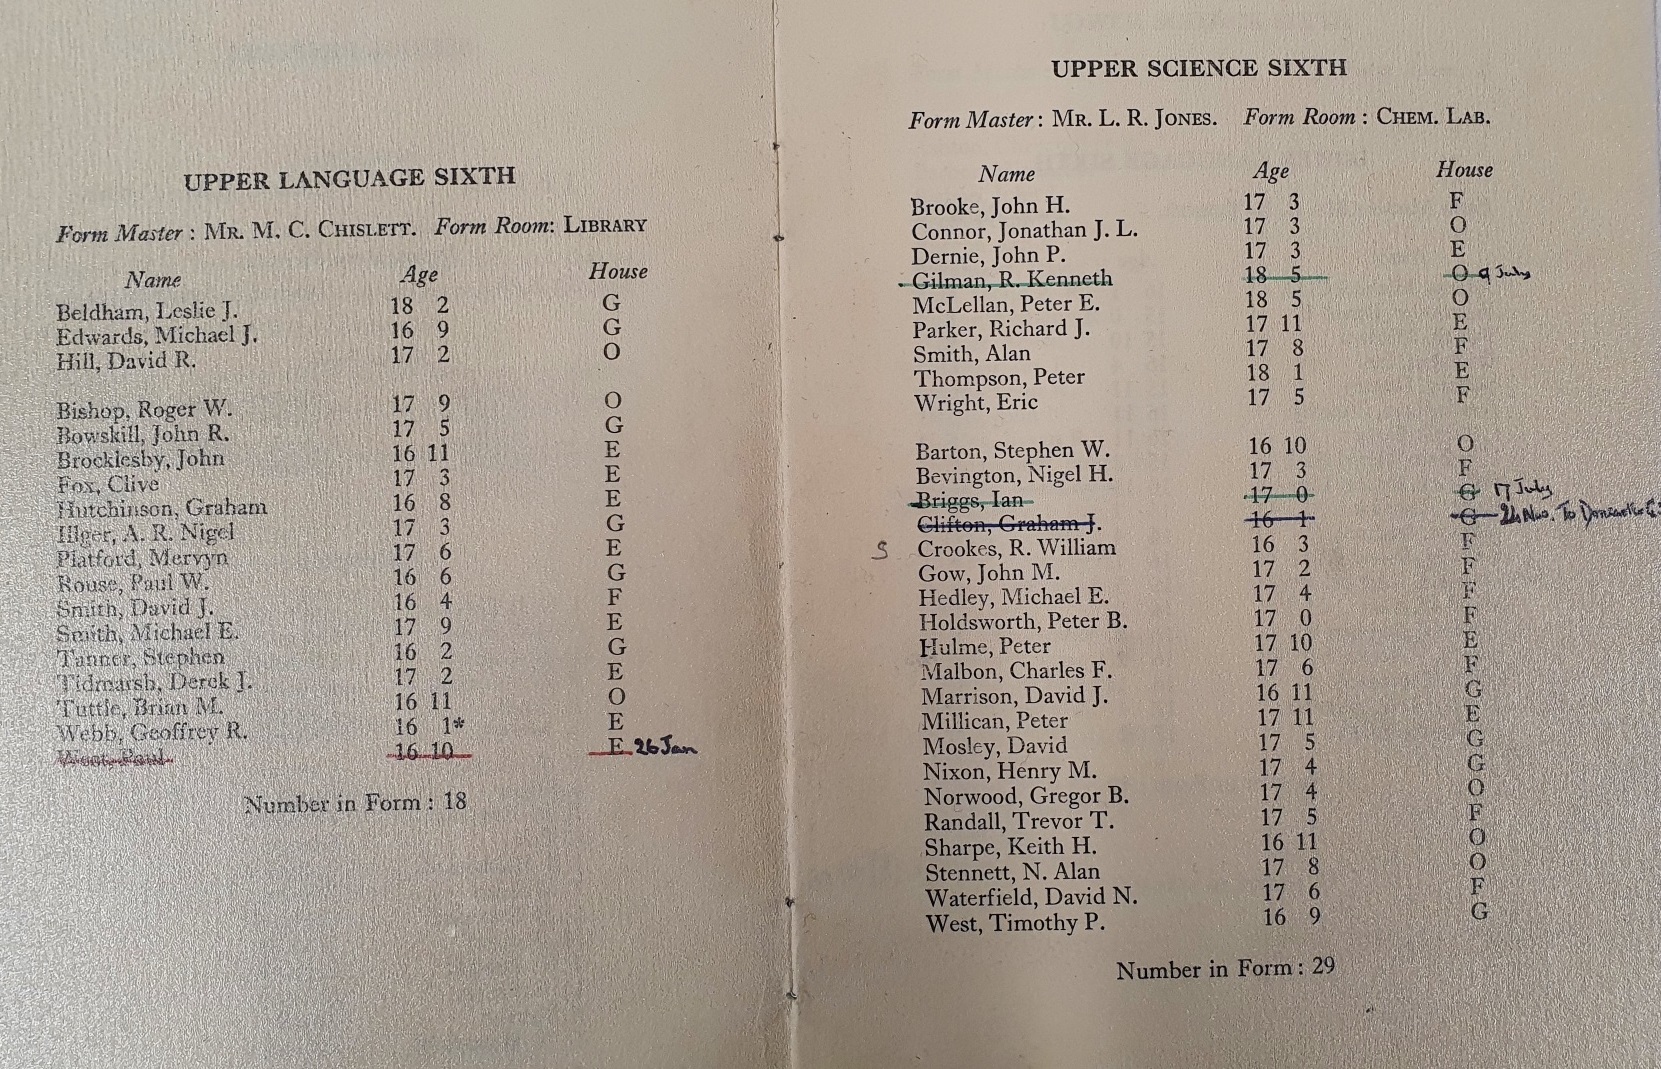 UPPER LANGUAGE SIXTH
Form Master : MR. M. C. CHISLETT. Form Room: LIBRARY
Name Age House
Beldham, Leslie J. 18 2 G
Edwards, Michael J. 16 9 G
Hill, David R. 17 2 O
Bishop, Roger W. 17 9 O
Bowskill, John R. 17 5 G
Brocklesby, John 16 11 E
Fox, Clive 17 3 E
Hutchinson, Graham 16 8 E
Illger, A. R. Nigel 17 3 G
Platford, Mervyn 17 6 E
Rouse, Paul W. 16 6 G
Smith, David J. 16 4 F
Smith, Michael E. 17 9 E
Tanner, Stephen 16 2 G
Tidmarsh, Derek J. 17 2 E
Tuttle, Brian M. 16 11 O
Webb, Geoffrey R. 16 1* E
Paul 16 10 E 26 Jan
Number in Form : 18
UPPER SCIENCE SIXTH
Form Master : MR. L. R. JONES. Form Room : CHEM. LAB.
Name Age House
Brooke, John H. 17 3 F
Connor, Jonathan J. L. 17 3 O
Dernie, John P. 17 3 E
Gilman, R. Kenneth 18 5 O 9 July
McLellan, Peter E. 18 5 O
Parker, Richard J. 17 11 E
Smith, Alan 17 8 F
Thompson, Peter 18 1 E
Wright, Eric 17 5 F
Barton, Stephen W. 16 10 O
Bevington, Nigel H. 17 3 F
Briggs, Ian 17 0 G 17 July
Clifton, Graham J. 16 1 G 24 Nov. To
S Crookes, R. William 16 3 F
Gow, John M. 17 2 F
Hedley, Michael E. 17 4 F
Holdsworth, Peter B. 17 0 F
Hulme, Peter 17 10 E
Malbon, Charles F. 17 6 F
Marrison, David J. 16 11 G
Millican, Peter 17 11 E
Mosley, David 17 5 G
Nixon, Henry M. 17 4 G
Norwood, Gregor B. 17 4 O
Randall, Trevor T. 17 5 F
Sharpe, Keith H. 16 11 O
Stennett, N. Alan 17 8 O
Waterfield, David N. 17 6 F
West, Timothy P. 16 9 G
Number in Form : 29